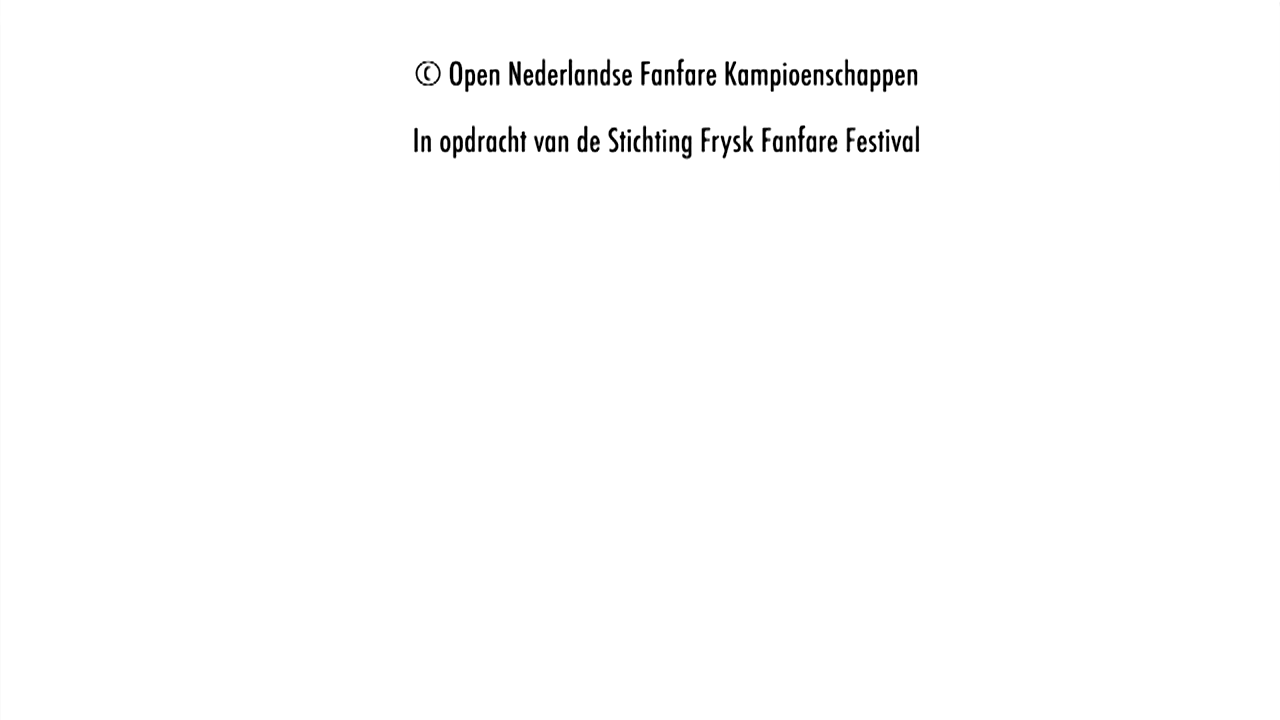 © Open Nederlandse Fanfare Kampioenschappen
In opdracht van de Stichting Frysk Fanfare Festival